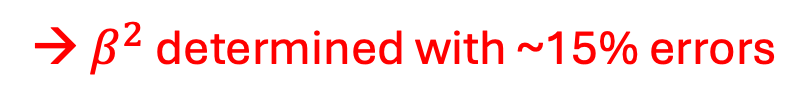 → β² determined with ~15% errors